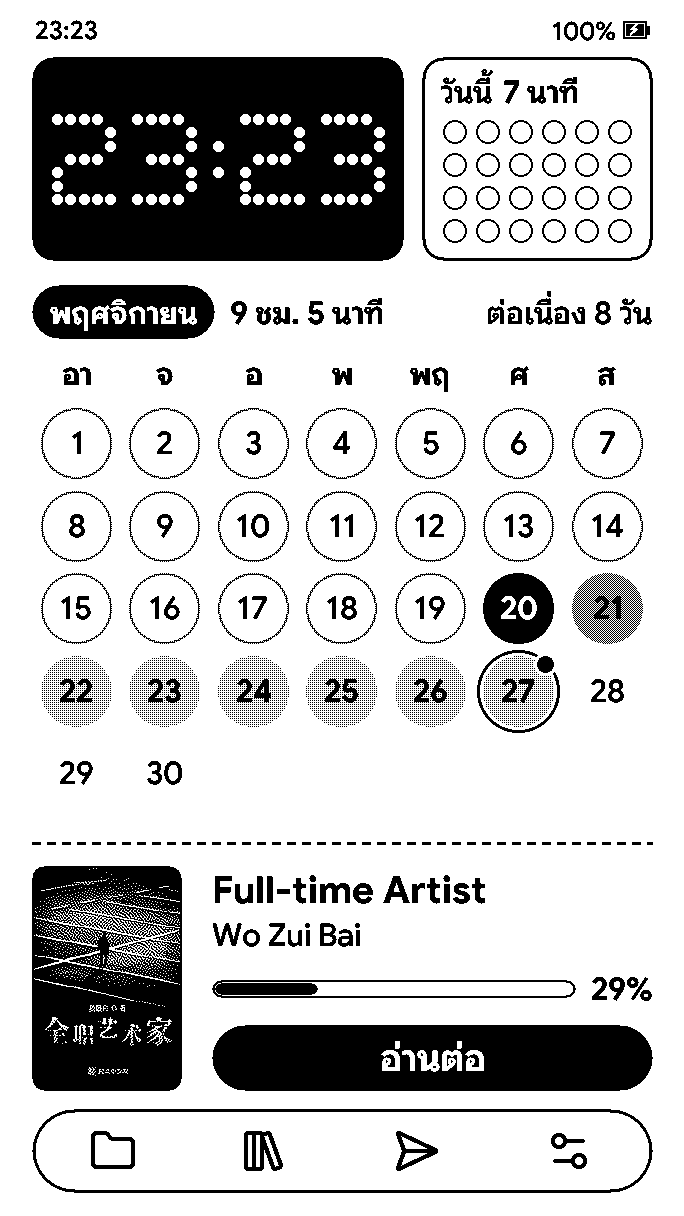 23:23
100%
23:23
วันนี้ 7 นาที
พฤศจิกายน
9 ชม. 5 นาที
ต่อเนื่อง 8 วัน
อา จ อ พ พฤ ศ ส
1 2 3 4 5 6 7
8 9 10 11 12 13 14
15 16 17 18 19 20 21
22 23 24 25 26 27 28
29 30
Full-time Artist
Wo Zui Bai
29%
全职艺术家
อ่านต่อ